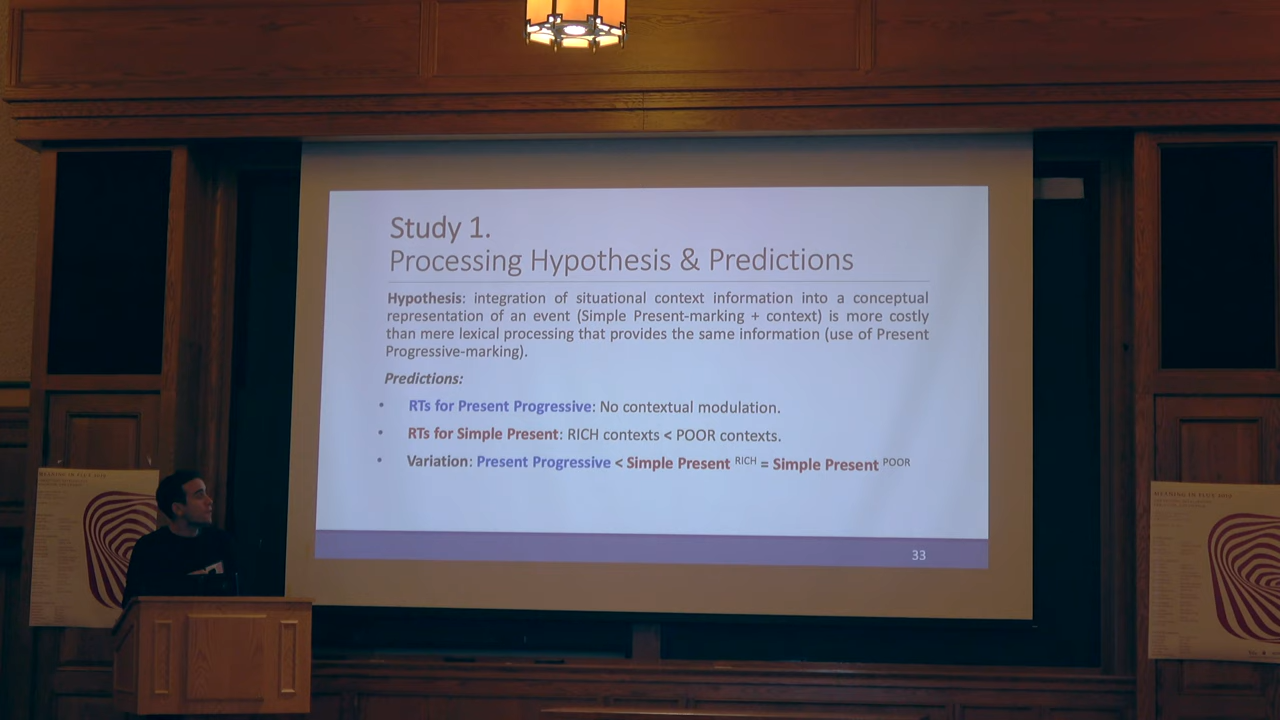 Study 1.
Processing Hypothesis & Predictions
Hypothesis: integration of situational context information into a conceptual
representation of an event (Simple Present-marking + context) is more costly
than mere lexical processing that provides the same information (use of Present
Progressive-marking).
Predictions:
• RTs for Present Progressive: No contextual modulation.
• RTs for Simple Present: RICH contexts < POOR contexts.
• Variation: Present Progressive < Simple Present RICH = Simple Present POOR
33